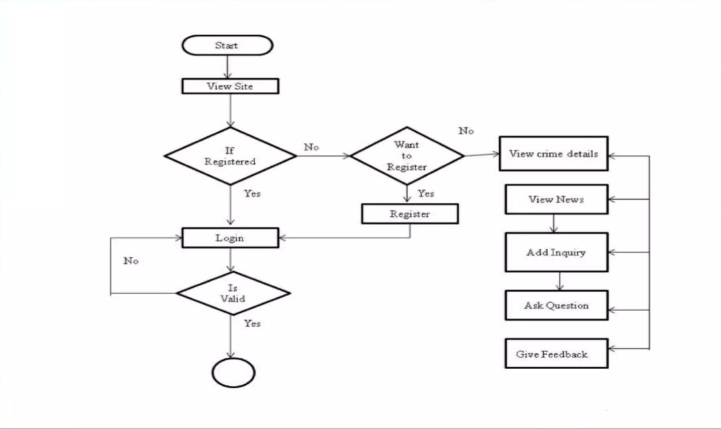 Start
View Site
If
Registered
No
Want
to
Register
No
View crime details
Yes
Yes
View News
Register
Login
Add Inquiry
No
Is
Valid
Ask Question
Yes
Give Feedback